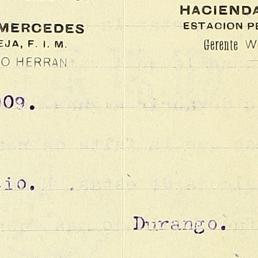 MERCEDES
HACIENDA
EJA, F. I. M.
ESTACION PE
O HERRAN
Gerente W
09.
io.
Durango.